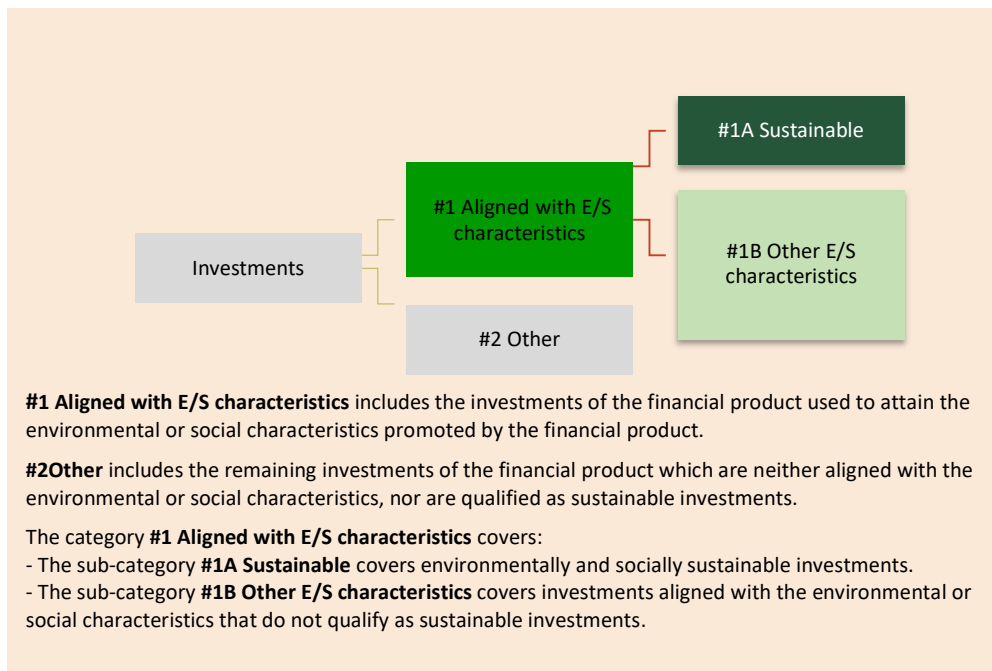 #1A Sustainable
#1 Aligned with E/S
characteristics
#1B Other E/S
characteristics
Investments
#2 Other
#1 Aligned with E/S characteristics includes the investments of the financial product used to attain the
environmental or social characteristics promoted by the financial product.
#2Other includes the remaining investments of the financial product which are neither aligned with the
environmental or social characteristics, nor are qualified as sustainable investments.
The category #1 Aligned with E/S characteristics covers:
- The sub-category #1A Sustainable covers environmentally and socially sustainable investments.
- The sub-category #1B Other E/S characteristics covers investments aligned with the environmental or
social characteristics that do not qualify as sustainable investments.